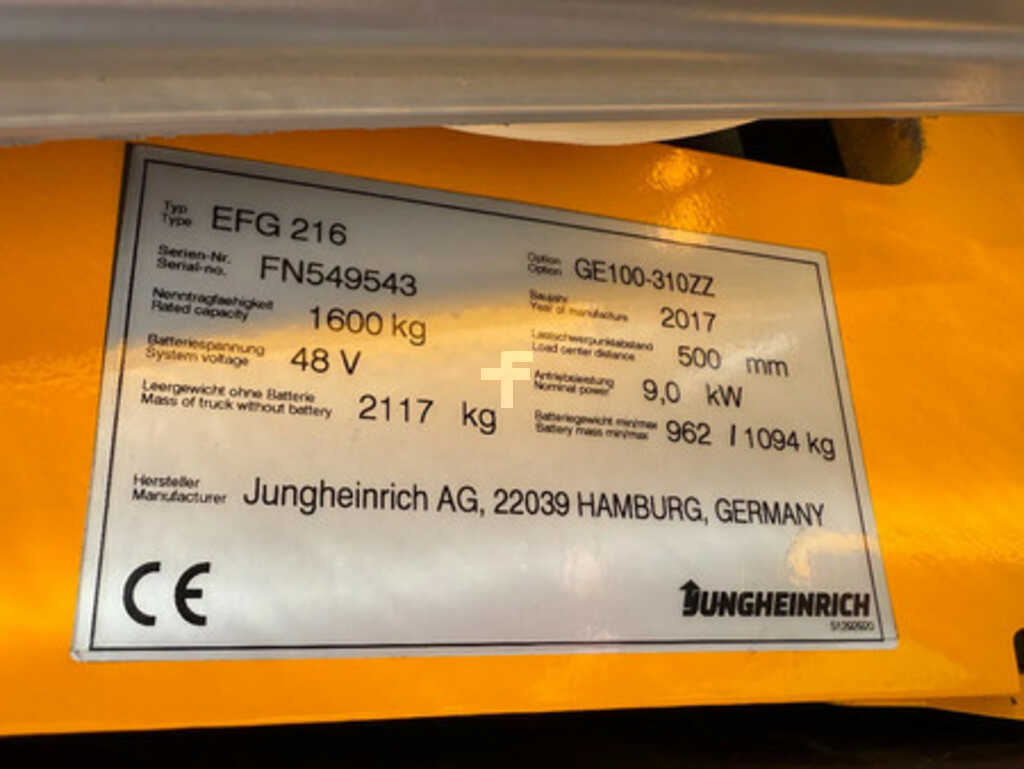 Typ
Type EFG 216
Option
Option GE100-310ZZ
Serien-Nr.
Serial-no. FN549543
Baujahr
Year of manufacture 2017
Nenntragfaehigkeit
Rated capacity 1600 kg
Lastschwerpunktabstand
Load center distance 500 mm
Batteriespannung
System voltage 48 V
Antriebsleistung
Nominal power 9,0 kW
Leergewicht ohne Batterie
Mass of truck without battery 2117 kg
Batteriegewicht min/max
Battery mass min/max 962 / 1094 kg
Hersteller
Manufacturer Jungheinrich AG, 22039 HAMBURG, GERMANY
CE
JUNGHEINRICH